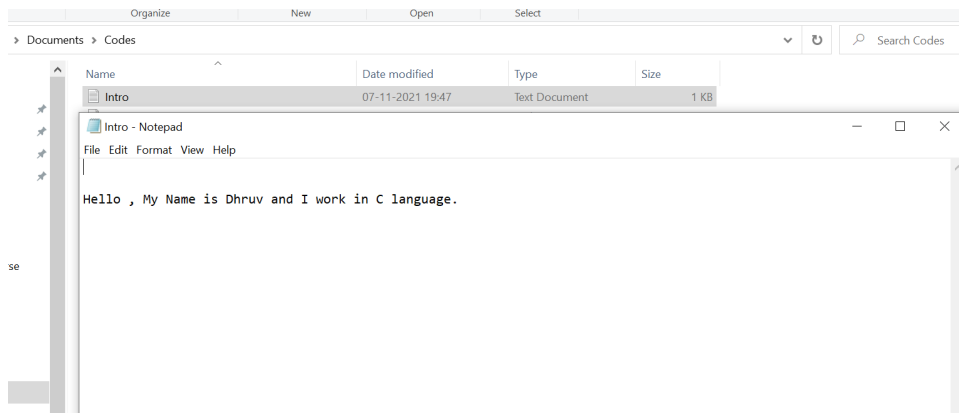 Organize New Open Select
> Documents > Codes Search Codes
Name Date modified Type Size
Intro 07-11-2021 19:47 Text Document 1 KB
Intro - Notepad
File Edit Format View Help
Hello , My Name is Dhruv and I work in C language.
rse